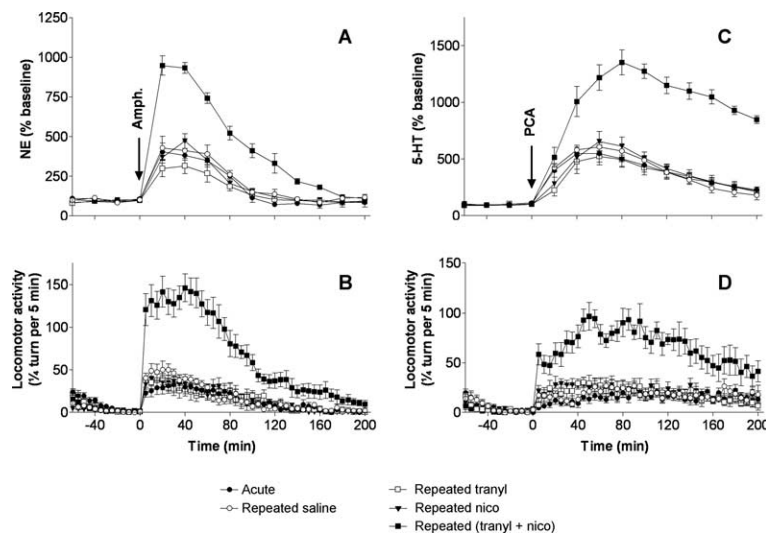 A
NE (% baseline)
1250
1000
750
500
250
0
Amph.
C
5-HT (% baseline)
1500
1000
500
0
PCA
B
Locomotor activity
(¼ turn per 5 min)
150
100
50
0
-40 0 40 80 120 160 200
Time (min)
D
Locomotor activity
(¼ turn per 5 min)
150
100
50
0
-40 0 40 80 120 160 200
Time (min)
Acute
Repeated saline
Repeated tranyl
Repeated nico
Repeated (tranyl + nico)